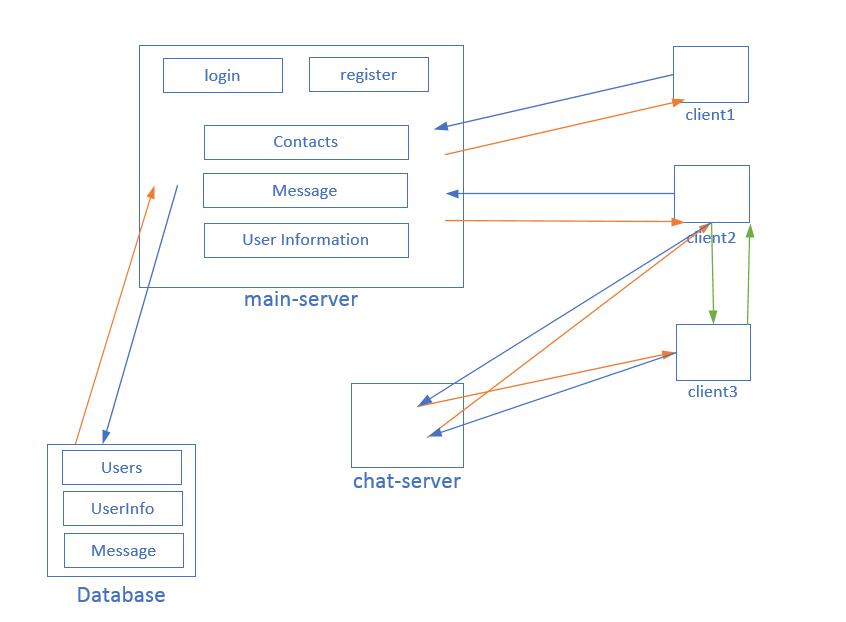 login
register
Contacts
Message
User Information
main-server
client1
client2
client3
chat-server
Users
UserInfo
Message
Database